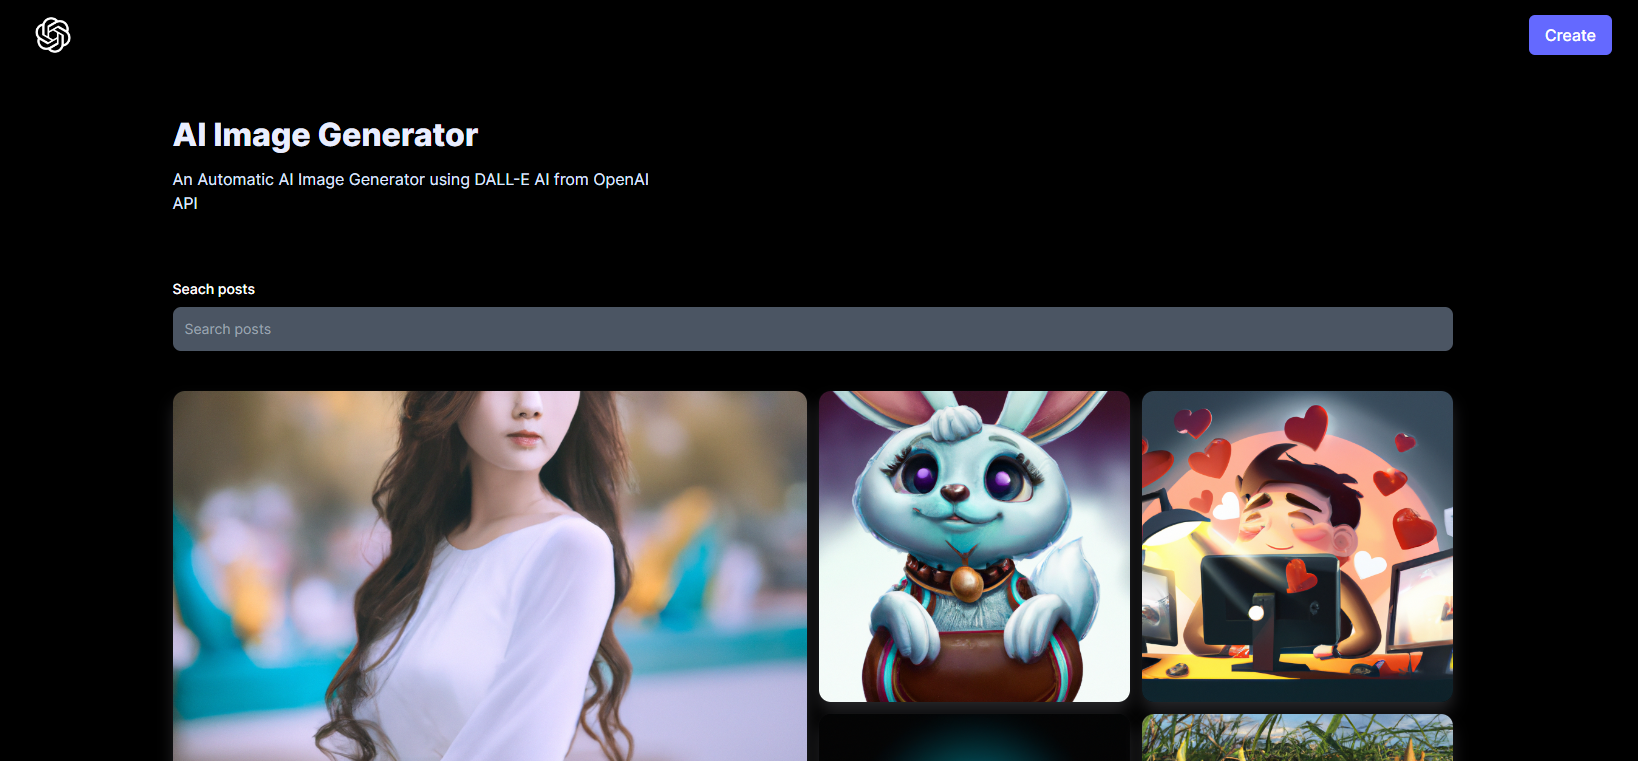 Create
AI Image Generator
An Automatic AI Image Generator using DALL-E AI from OpenAI
API
Seach posts
Search posts